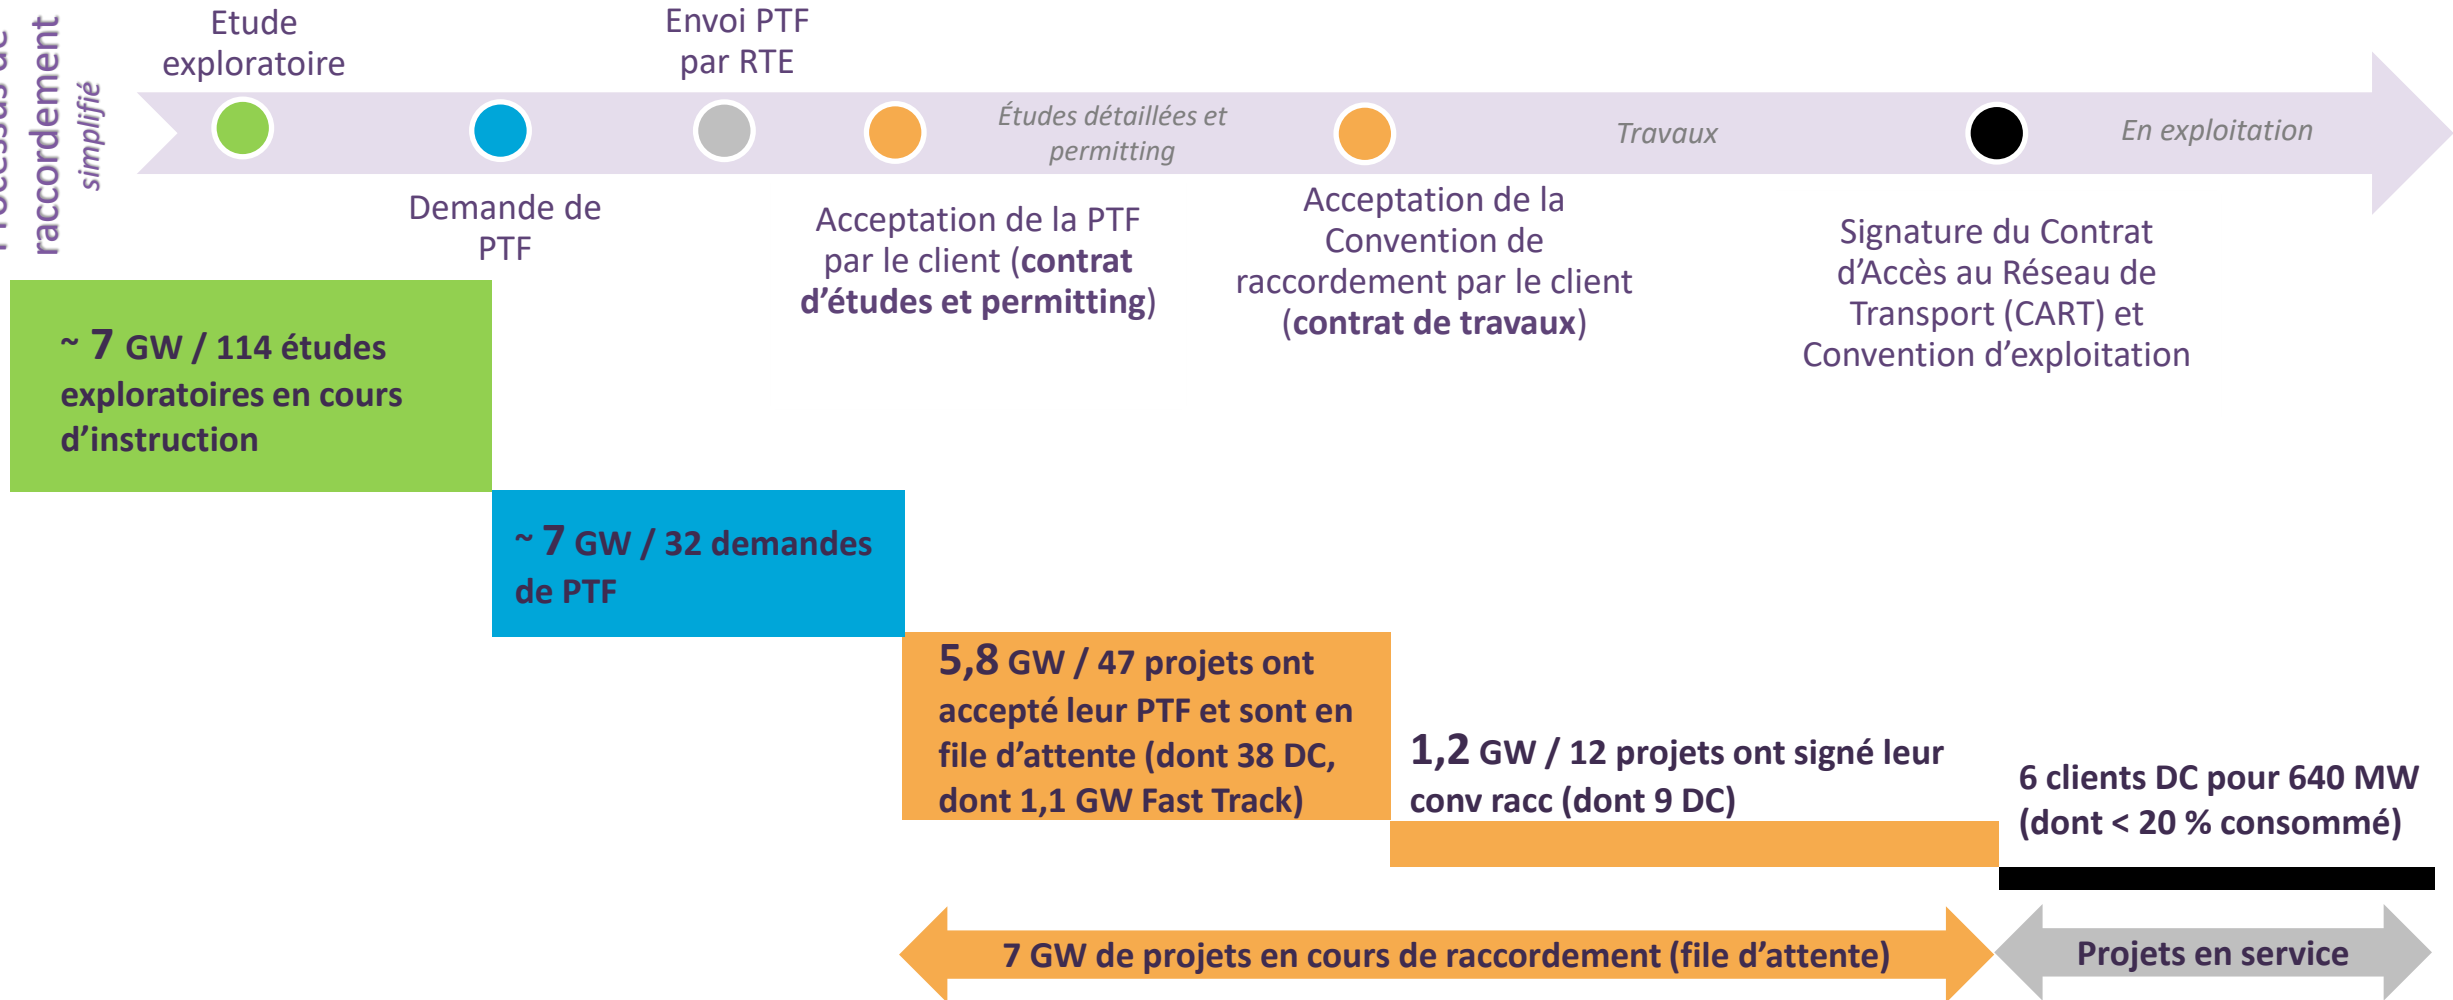 Processus de
raccordement
simplifié
Etude
exploratoire
Envoi PTF
par RTE
Études détaillées et
permitting
Travaux
En exploitation
Demande de
PTF
Acceptation de la PTF
par le client (contrat
d’études et permitting)
Acceptation de la
Convention de
raccordement par le client
(contrat de travaux)
Signature du Contrat
d’Accès au Réseau de
Transport (CART) et
Convention d’exploitation
~ 7 GW / 114 études
exploratoires en cours
d’instruction
~ 7 GW / 32 demandes
de PTF
5,8 GW / 47 projets ont
accepté leur PTF et sont en
file d’attente (dont 38 DC,
dont 1,1 GW Fast Track)
1,2 GW / 12 projets ont signé leur
conv racc (dont 9 DC)
6 clients DC pour 640 MW
(dont < 20 % consommé)
7 GW de projets en cours de raccordement (file d’attente)
Projets en service